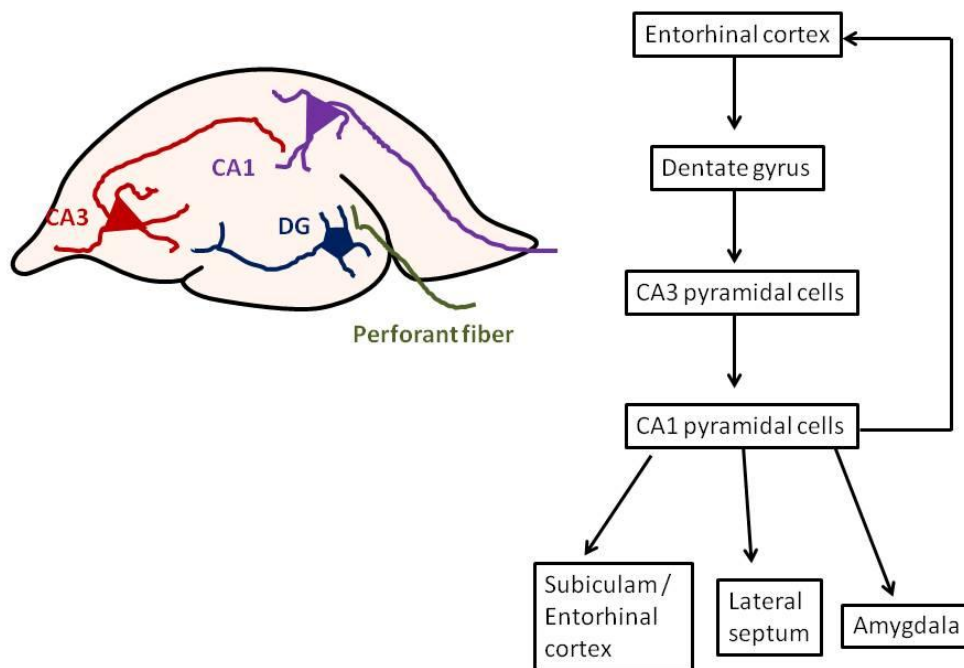 CA1
CA3
DG
Perforant fiber
Entorhinal cortex
Dentate gyrus
CA3 pyramidal cells
CA1 pyramidal cells
Subiculam /
Entorhinal
cortex
Lateral
septum
Amygdala